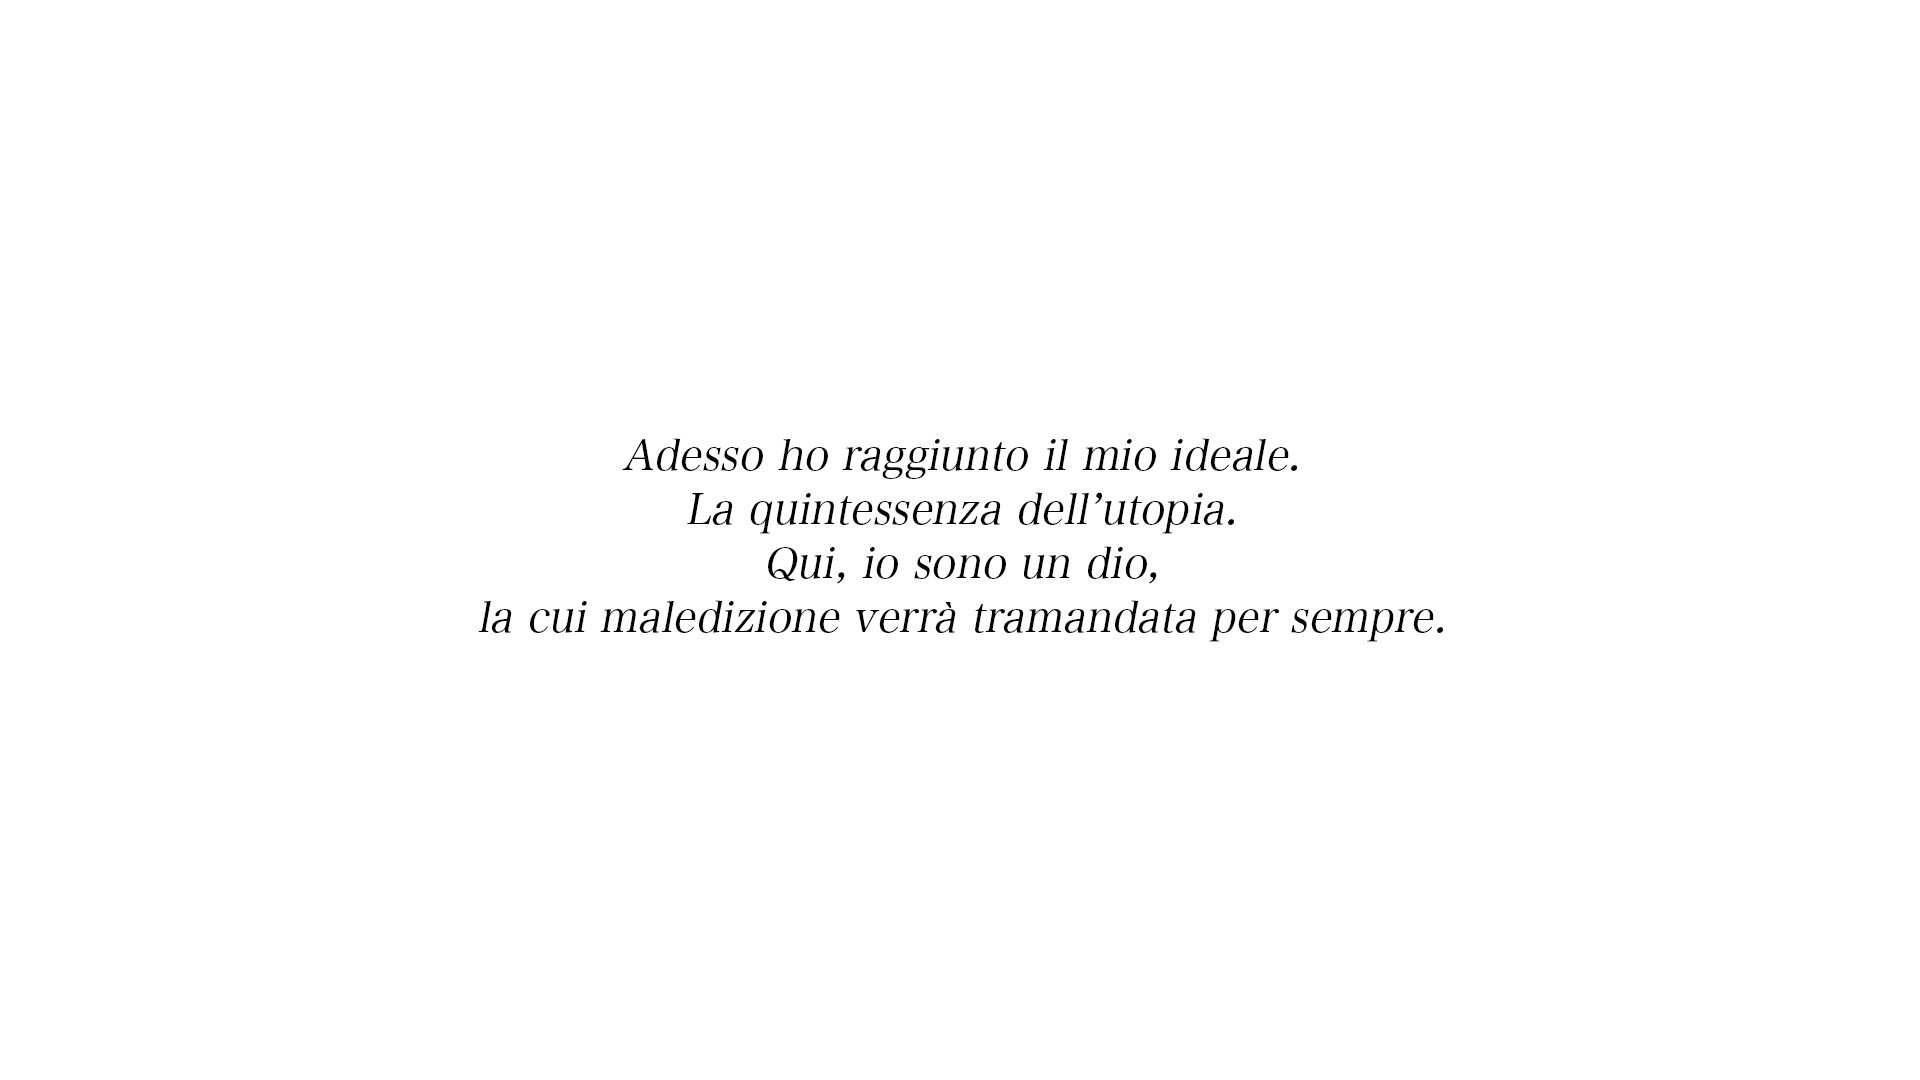 Adesso ho raggiunto il mio ideale.
La quintessenza dell’utopia.
Qui, io sono un dio,
la cui maledizione verrà tramandata per sempre.